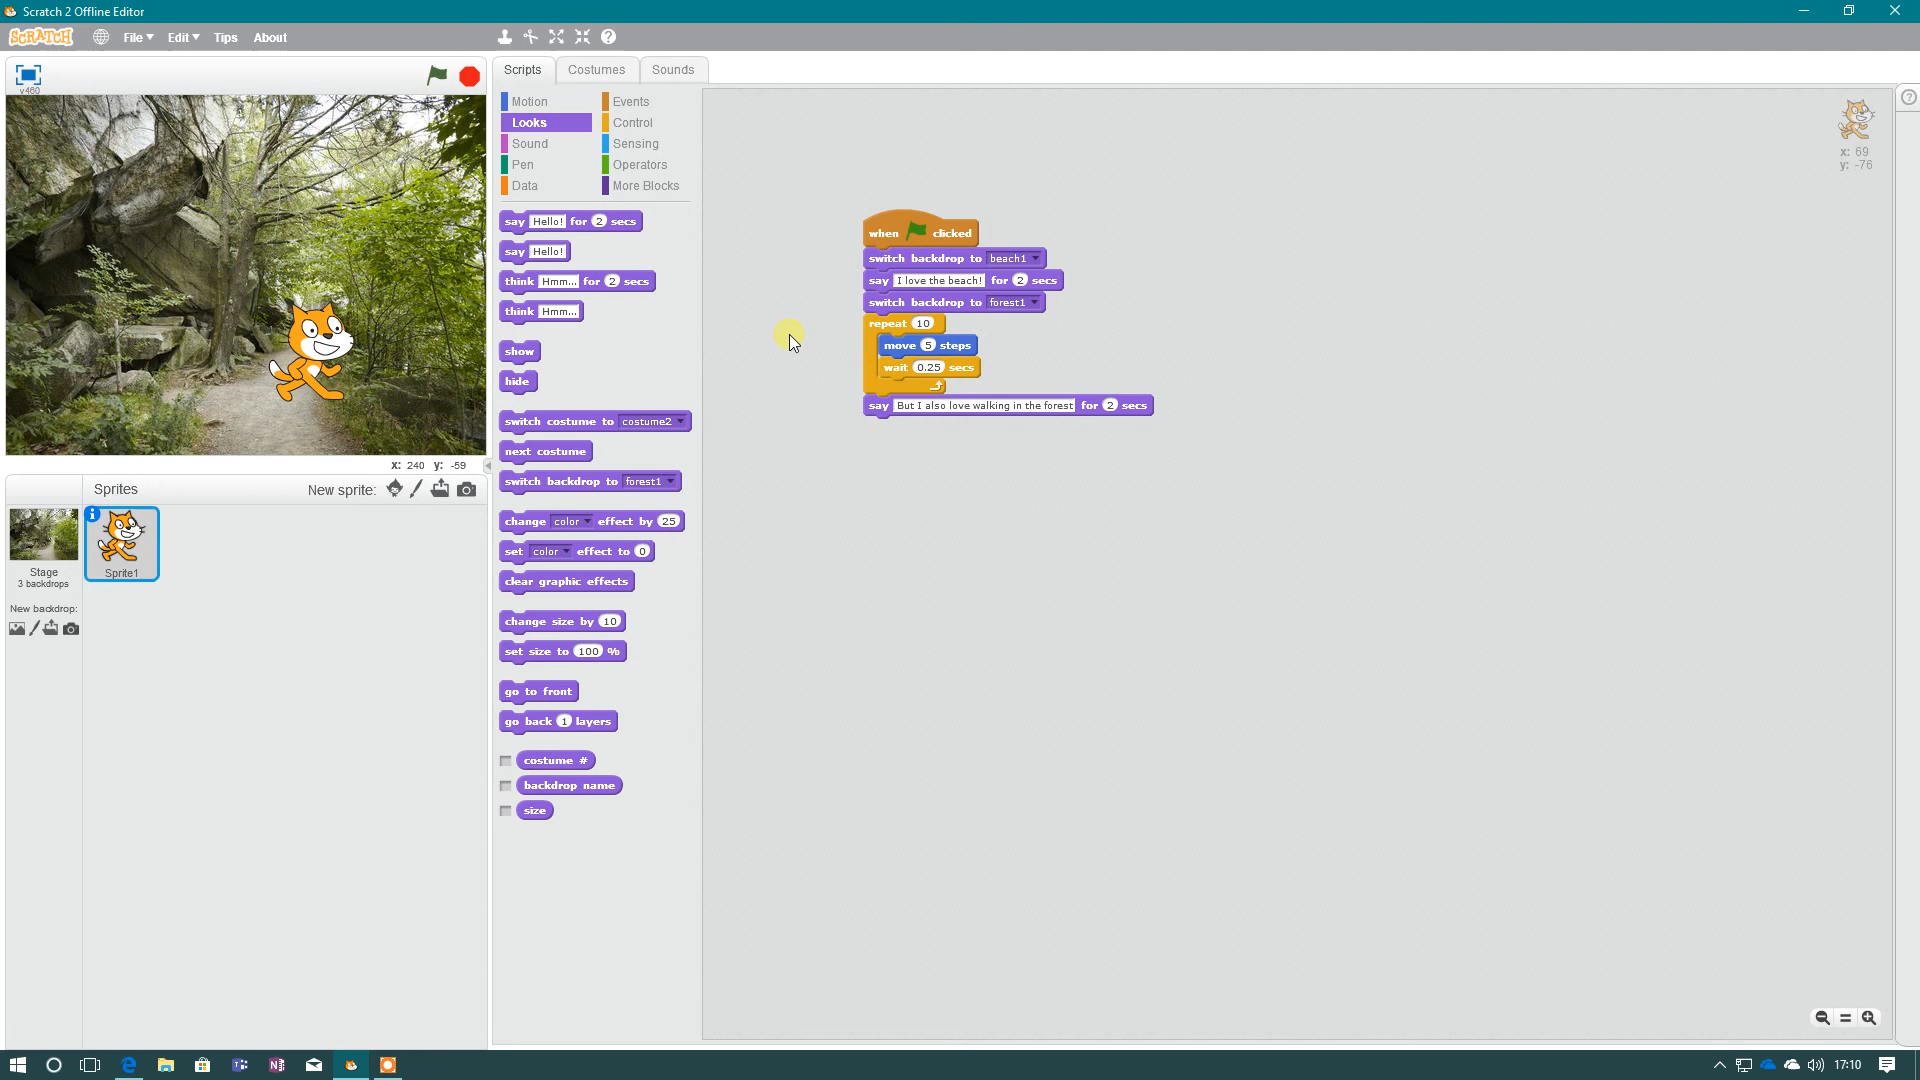 Scratch 2 Offline Editor
SCRATCH File Edit Tips About
v460
Scripts Costumes Sounds
Motion Events
Looks Control
Sound Sensing
Pen Operators
Data More Blocks
say Hello! for 2 secs
say Hello!
think Hmm... for 2 secs
think Hmm...
show
hide
switch costume to costume2
next costume
switch backdrop to forest1
change color effect by 25
set color effect to 0
clear graphic effects
change size by 10
set size to 100 %
go to front
go back 1 layers
costume #
backdrop name
size
when clicked
switch backdrop to beach1
say I love the beach! for 2 secs
switch backdrop to forest1
repeat 10
move 5 steps
wait 0.25 secs
say But I also love walking in the forest for 2 secs
x: 69
y: -76
x: 240 y: -59
Sprites New sprite:
Stage
3 backdrops
Sprite1
New backdrop:
17:10